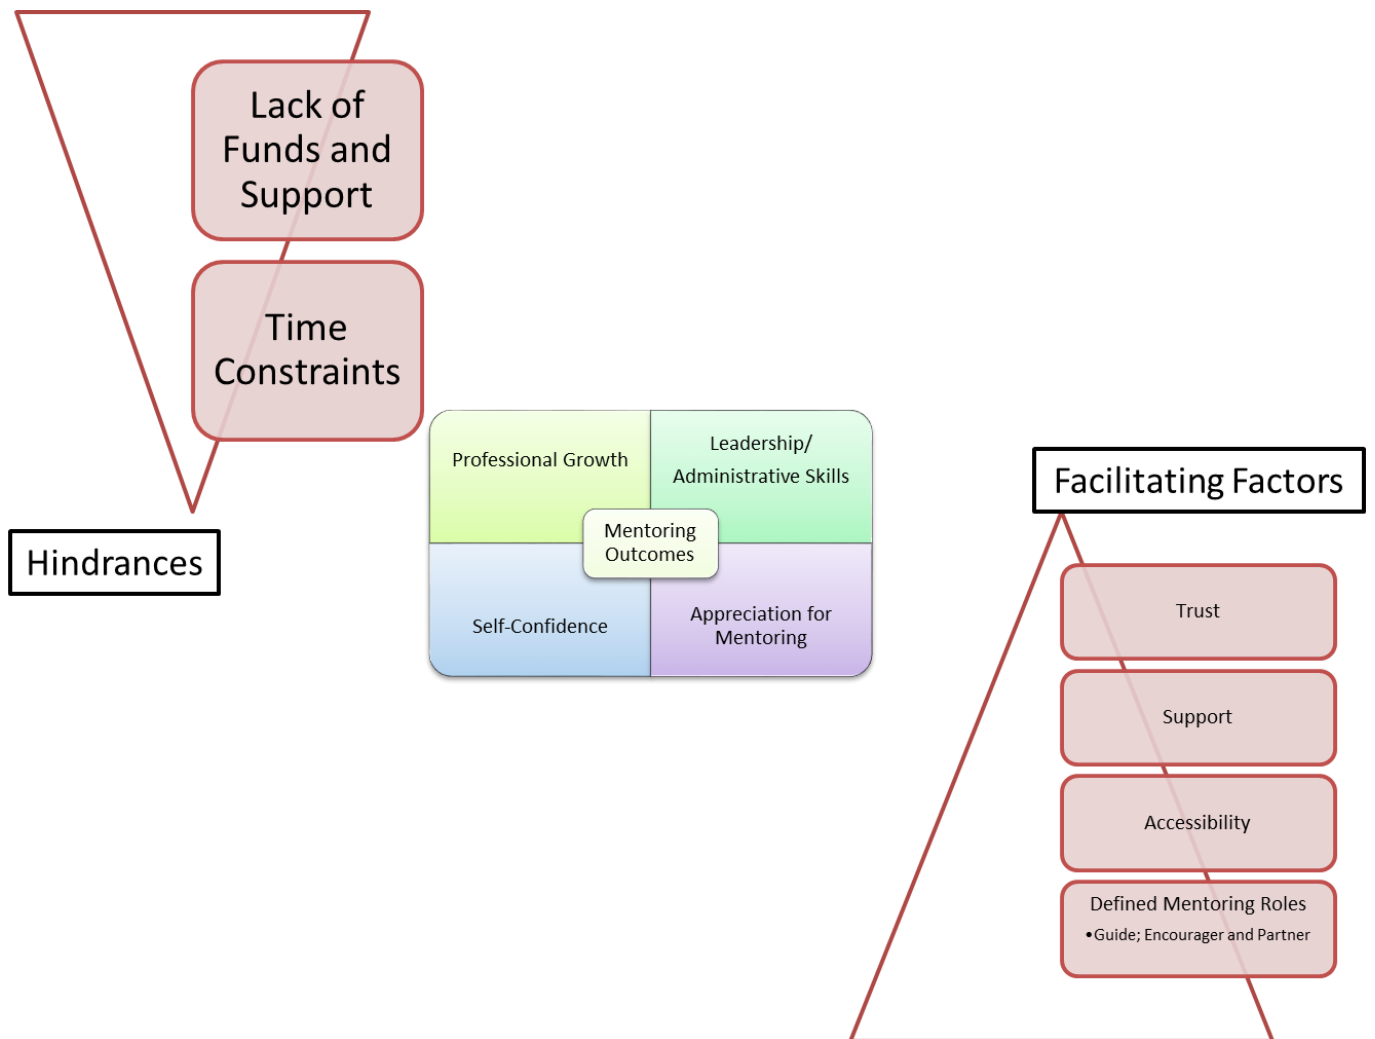 Lack of
Funds and
Support
Time
Constraints
Hindrances
Professional Growth
Leadership/
Administrative Skills
Mentoring
Outcomes
Self-Confidence
Appreciation for
Mentoring
Facilitating Factors
Trust
Support
Accessibility
Defined Mentoring Roles
•Guide; Encourager and Partner